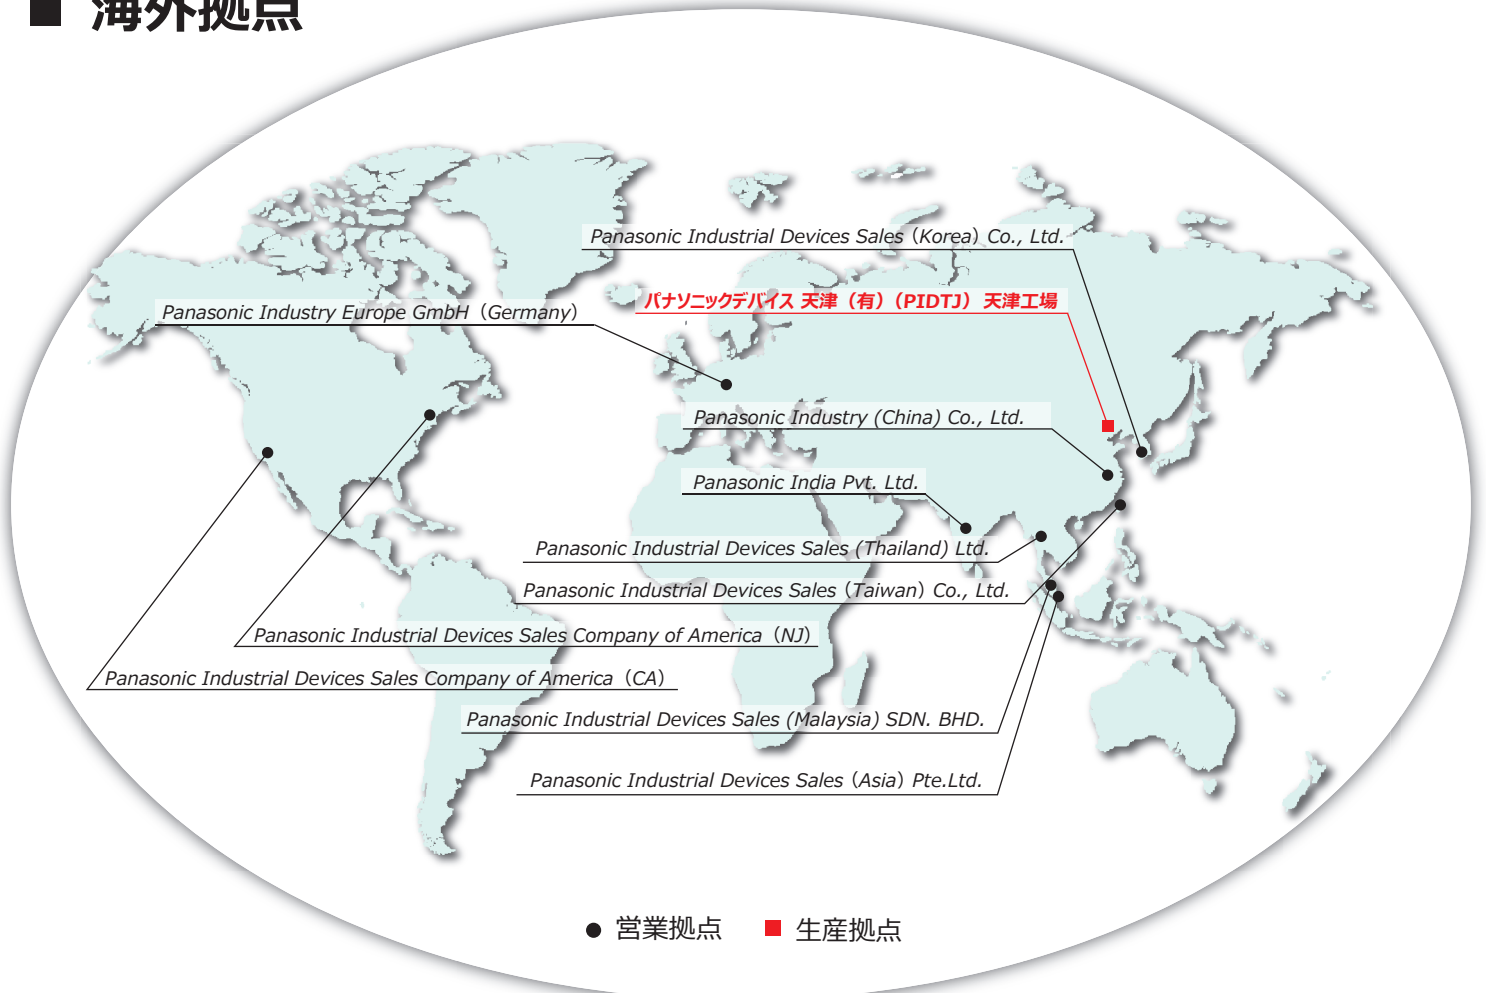 ■ 海外拠点
Panasonic Industrial Devices Sales（Korea）Co., Ltd.
パナソニックデバイス 天津（有）（PIDTJ） 天津工場
Panasonic Industry Europe GmbH（Germany）
Panasonic Industry (China) Co., Ltd.
Panasonic India Pvt. Ltd.
Panasonic Industrial Devices Sales (Thailand) Ltd.
Panasonic Industrial Devices Sales（Taiwan）Co., Ltd.
Panasonic Industrial Devices Sales Company of America（NJ）
Panasonic Industrial Devices Sales Company of America（CA）
Panasonic Industrial Devices Sales (Malaysia) SDN. BHD.
Panasonic Industrial Devices Sales（Asia）Pte.Ltd.
● 営業拠点 ■ 生産拠点